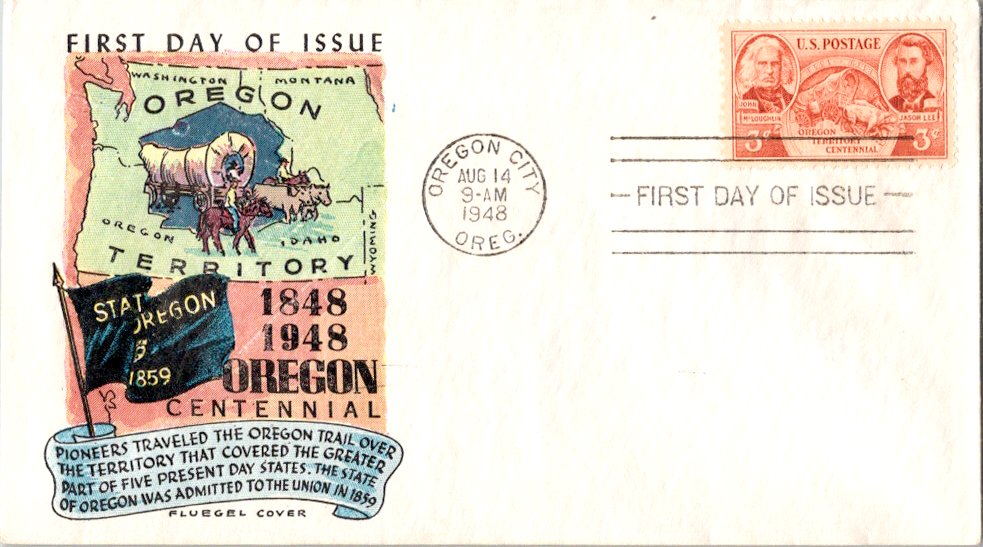 FIRST DAY OF ISSUE
WASHINGTON
MONTANA
OREGON
OREGON
IDAHO
WYOMING
TERRITORY
STAT OREGON
1859
1848
1948
OREGON
CENTENNIAL
PIONEERS TRAVELED THE OREGON TRAIL OVER
THE TERRITORY THAT COVERED THE GREATER
PART OF FIVE PRESENT DAY STATES. THE STATE
OF OREGON WAS ADMITTED TO THE UNION IN 1859
FLUEGEL COVER
OREGON CITY
AUG 14
9-AM
1948
OREG.
U.S. POSTAGE
JOHN
McLOUGHLIN
JASON LEE
3¢
OREGON
TERRITORY
CENTENNIAL
3¢
FIRST DAY OF ISSUE